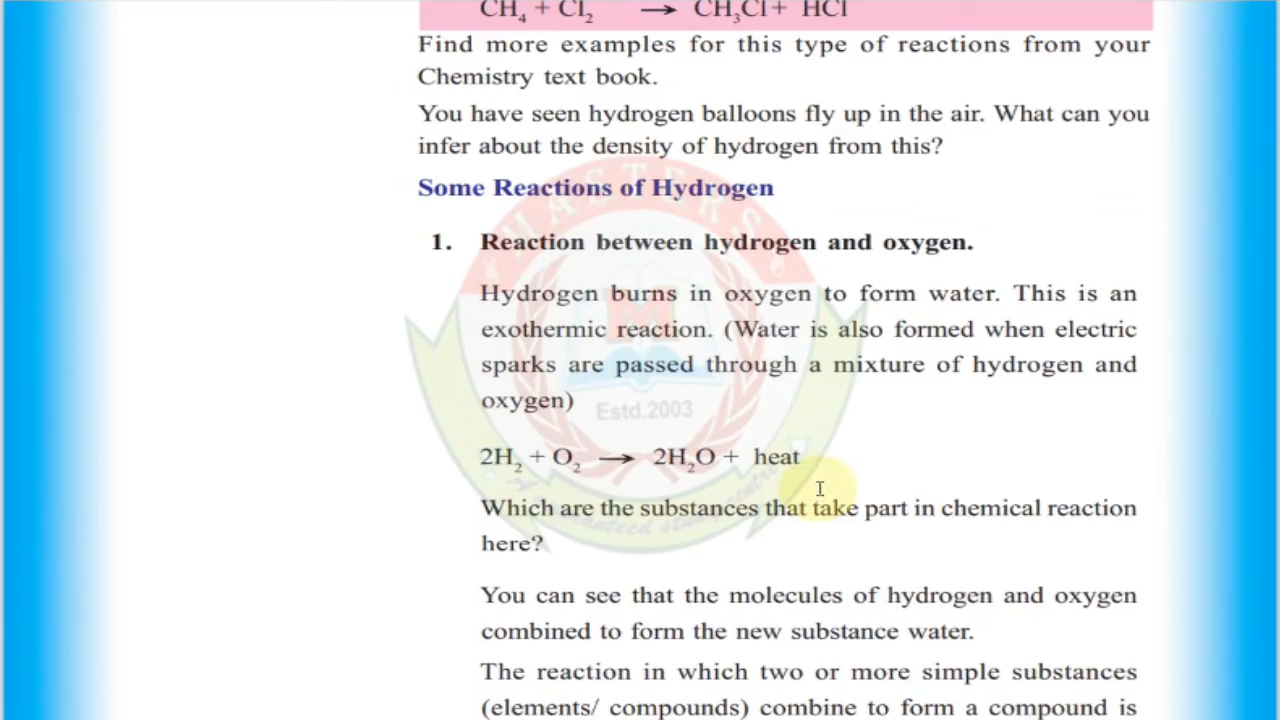 CH₄ + Cl₂ → CH₃Cl + HCl
Find more examples for this type of reactions from your
Chemistry text book.
You have seen hydrogen balloons fly up in the air. What can you
infer about the density of hydrogen from this?
Some Reactions of Hydrogen
1. Reaction between hydrogen and oxygen.
Hydrogen burns in oxygen to form water. This is an
exothermic reaction. (Water is also formed when electric
sparks are passed through a mixture of hydrogen and
oxygen)
2H₂ + O₂ → 2H₂O + heat
Which are the substances that take part in chemical reaction
here?
You can see that the molecules of hydrogen and oxygen
combined to form the new substance water.
The reaction in which two or more simple substances
(elements/ compounds) combine to form a compound is
MASTERS
M
Estd.2003